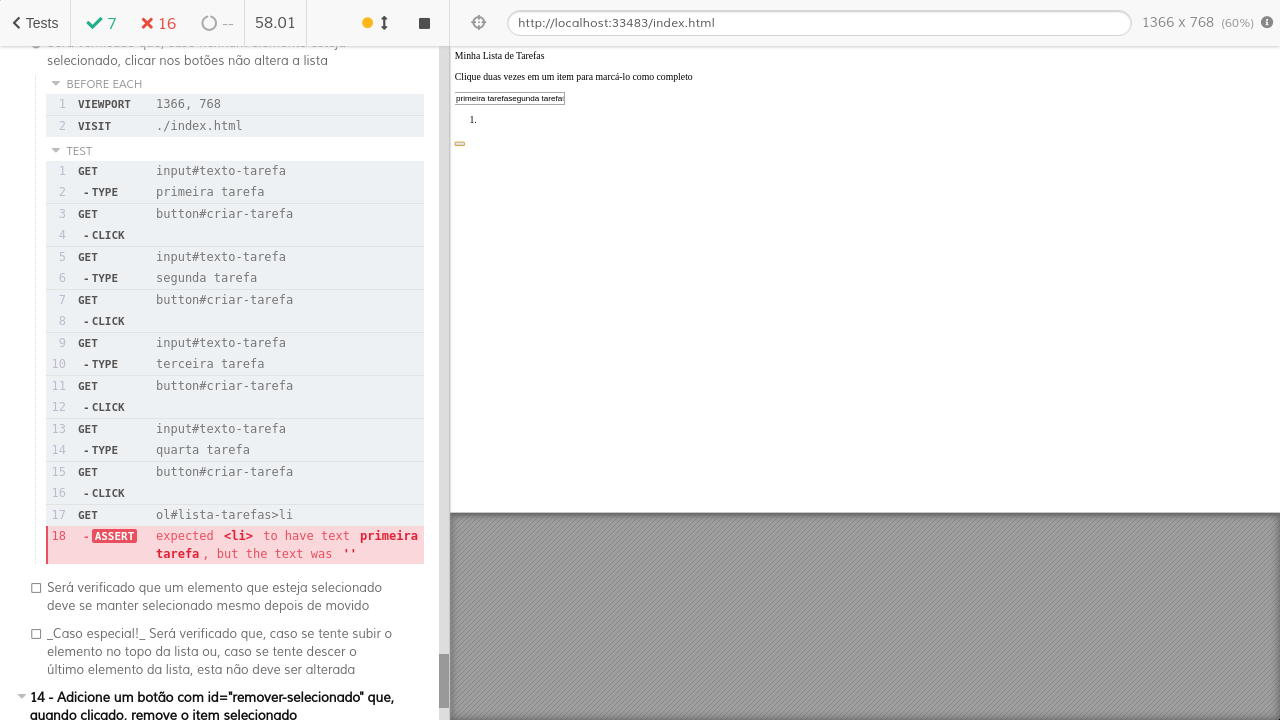 Tests
7
16
--
58.01
http://localhost:33483/index.html
1366 x 768 (60%)
Será verificado que, caso nenhum elemento esteja
selecionado, clicar nos botões não altera a lista
BEFORE EACH
1 VIEWPORT 1366, 768
2 VISIT ./index.html
TEST
1 GET input#texto-tarefa
2 -TYPE primeira tarefa
3 GET button#criar-tarefa
4 -CLICK
5 GET input#texto-tarefa
6 -TYPE segunda tarefa
7 GET button#criar-tarefa
8 -CLICK
9 GET input#texto-tarefa
10 -TYPE terceira tarefa
11 GET button#criar-tarefa
12 -CLICK
13 GET input#texto-tarefa
14 -TYPE quarta tarefa
15 GET button#criar-tarefa
16 -CLICK
17 GET ol#lista-tarefas>li
18 -ASSERT expected <li> to have text primeira
tarefa, but the text was ''
Será verificado que um elemento que esteja selecionado
deve se manter selecionado mesmo depois de movido
_Caso especial!_ Será verificado que, caso se tente subir o
elemento no topo da lista ou, caso se tente descer o
último elemento da lista, esta não deve ser alterada
14 - Adicione um botão com id="remover-selecionado" que,
quando clicado, remove o item selecionado
Minha Lista de Tarefas
Clique duas vezes em um item para marcá-lo como completo
primeira tarefasegunda tarefa
1.